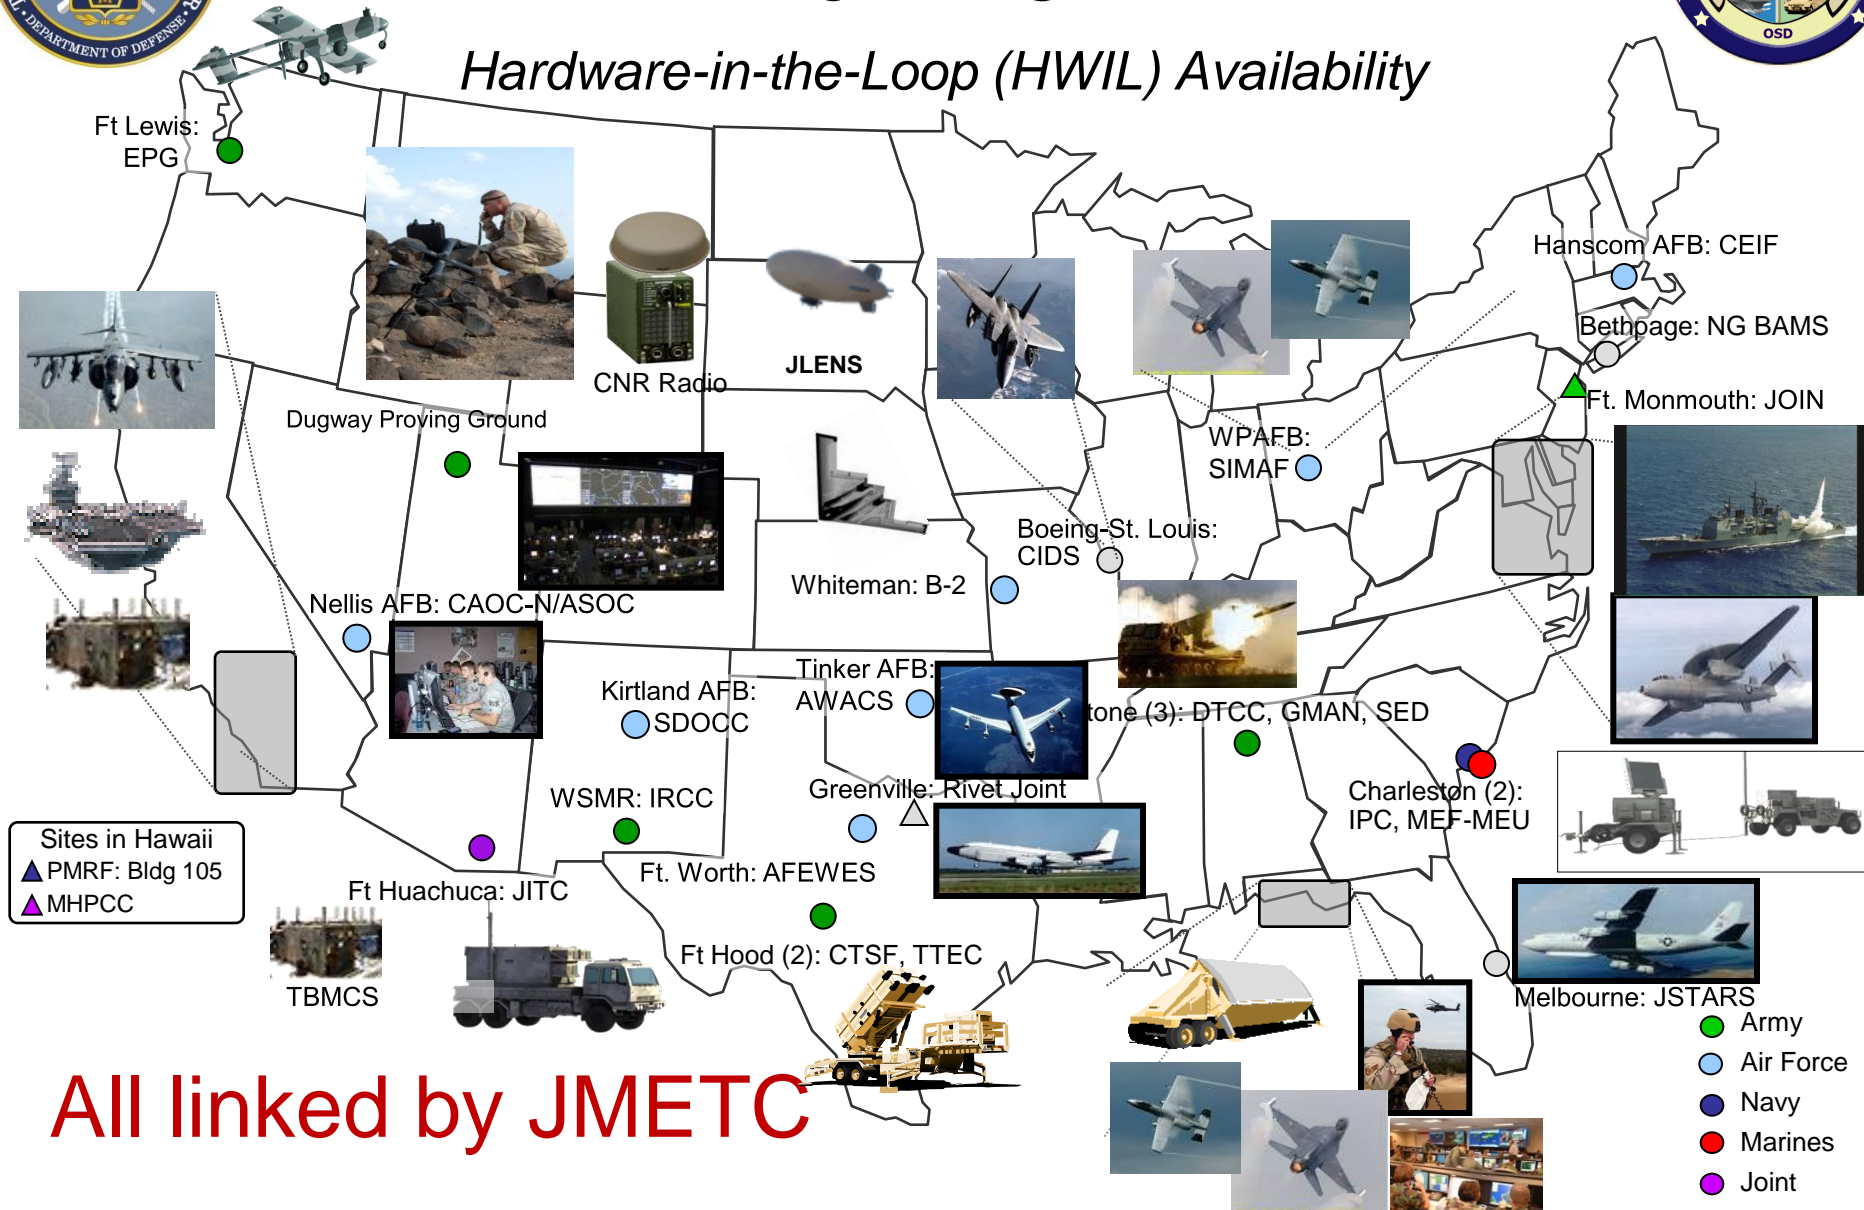 DEPARTMENT OF DEFENSE
OSD
Hardware-in-the-Loop (HWIL) Availability
Ft Lewis:
EPG
Hanscom AFB: CEIF
Bethpage: NG BAMS
CNR Radio
JLENS
Ft. Monmouth: JOIN
Dugway Proving Ground
WPAFB:
SIMAF
Boeing-St. Louis:
CIDS
Whiteman: B-2
Nellis AFB: CAOC-N/ASOC
Kirtland AFB:
SDOCC
Tinker AFB:
AWACS
tone (3): DTCC, GMAN, SED
WSMR: IRCC
Greenville: Rivet Joint
Charleston (2):
IPC, MEF-MEU
Sites in Hawaii
PMRF: Bldg 105
MHPCC
Ft. Worth: AFEWES
Ft Huachuca: JITC
Ft Hood (2): CTSF, TTEC
TBMCS
Melbourne: JSTARS
Army
Air Force
Navy
Marines
Joint
All linked by JMETC